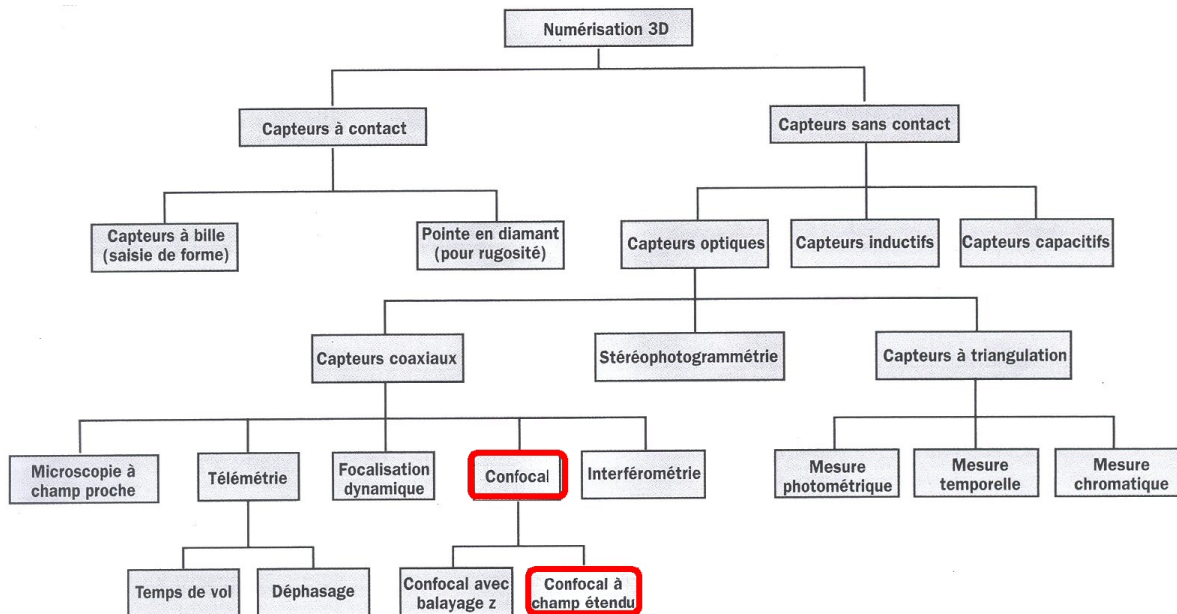 Numérisation 3D
Capteurs à contact
Capteurs sans contact
Capteurs à bille
(saisie de forme)
Pointe en diamant
(pour rugosité)
Capteurs optiques
Capteurs inductifs
Capteurs capacitifs
Capteurs coaxiaux
Stéréophotogrammétrie
Capteurs à triangulation
Microscopie à
champ proche
Télémétrie
Focalisation
dynamique
Confocal
Interférométrie
Mesure
photométrique
Mesure
temporelle
Mesure
chromatique
Temps de vol
Déphasage
Confocal avec
balayage z
Confocal à
champ étendu